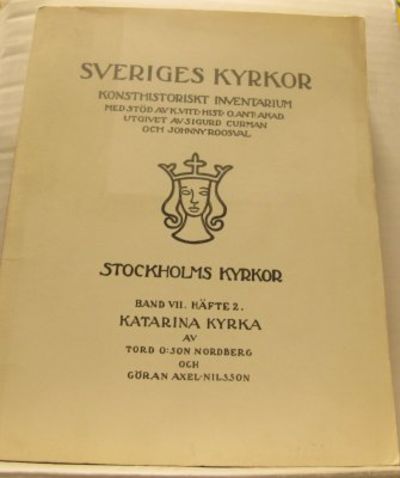 SVERIGES KYRKOR
KONSTHISTORISKT INVENTARIUM
MED STÖD AV K. VITT. HIST. O. ANT. AKAD.
UTGIVET AV SIGURD CURMAN
OCH JOHNNY ROOSVAL
STOCKHOLMS KYRKOR
BAND VII. HÄFTE 2.
KATARINA KYRKA
AV
TORD O:SON NORDBERG
OCH
GÖRAN AXEL-NILSSON